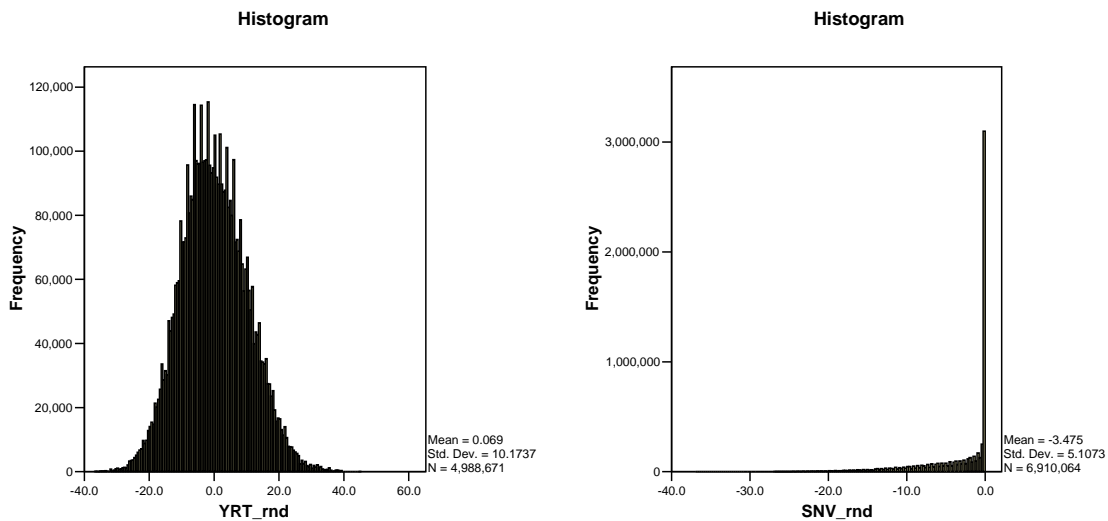 Histogram
120,000
100,000
80,000
60,000
40,000
20,000
0
Frequency
-40.0 -20.0 0.0 20.0 40.0 60.0
YRT_rnd
Mean = 0.069
Std. Dev. = 10.1737
N = 4,988,671
Histogram
3,000,000
2,000,000
1,000,000
0
Frequency
-40.0 -30.0 -20.0 -10.0 0.0
SNV_rnd
Mean = -3.475
Std. Dev. = 5.1073
N = 6,910,064